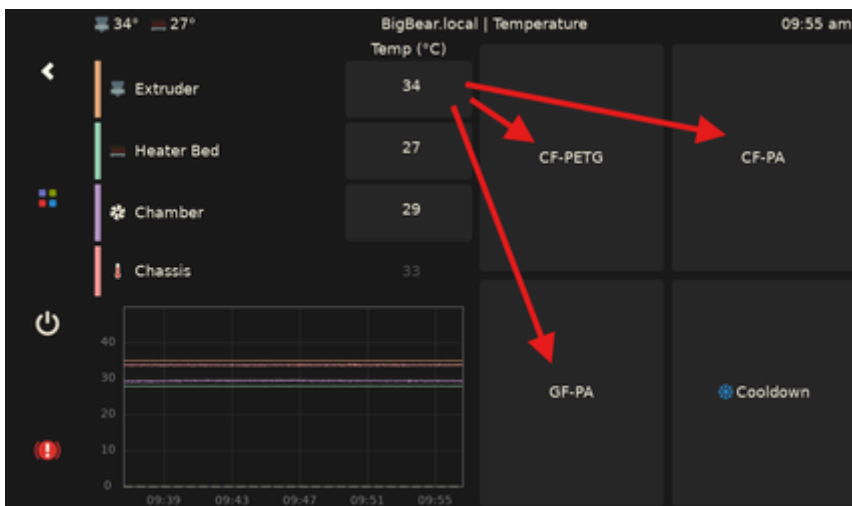 34° 27° BigBear.local | Temperature 09:55 am
Temp (°C)
Extruder 34
Heater Bed 27
Chamber 29
Chassis 33
CF-PETG CF-PA
GF-PA Cooldown
40
30
20
10
0
09:39 09:43 09:47 09:51 09:55